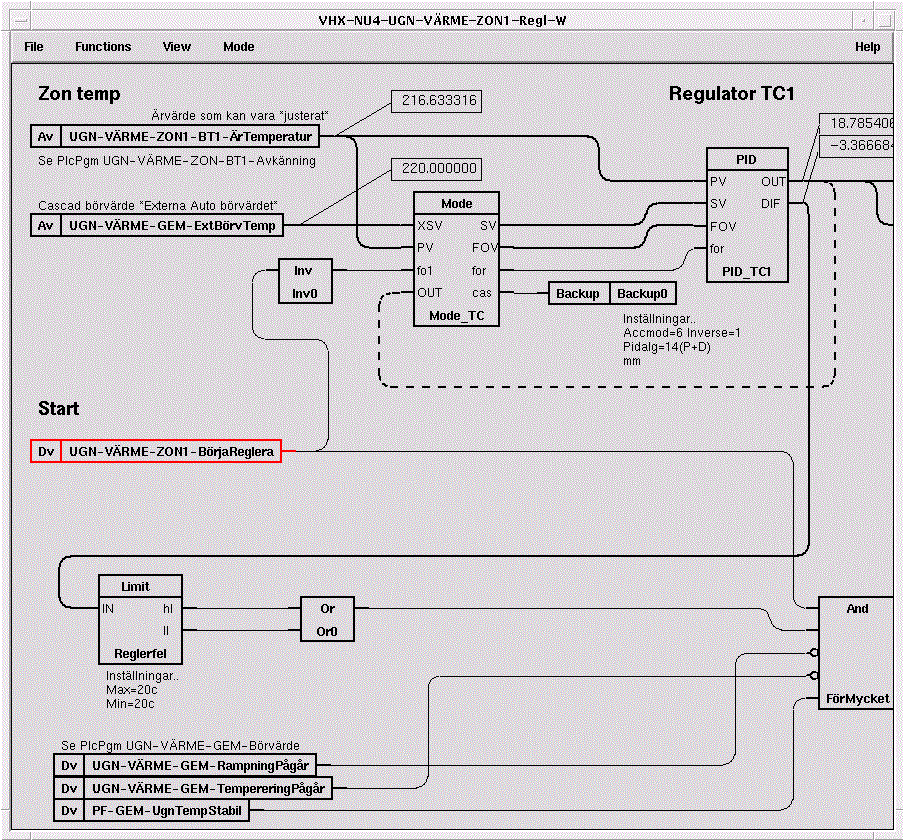 VHX-NU4-UGN-VÄRME-ZON1-Regl-W
File Functions View Mode Help
Zon temp
Regulator TC1
Ärvärde som kan vara "justerat"
216.633316
18.785406
Av UGN-VÄRME-ZON1-BT1-ÄrTemperatur
-3.366684
Se PlcPgm UGN-VÄRME-ZON-BT1-Avkänning
PID
220.000000
PV OUT
Cascad börvärde "Externa Auto börvärdet"
Mode
SV DIF
Av UGN-VÄRME-GEM-ExtBörvTemp
XSV SV
FOV
PV FOV
for
Inv
fo1 for
PID_TC1
Inv0
OUT cas
Backup Backup0
Mode_TC
Inställningar..
Accmod=6 Inverse=1
Pidalg=14(P+D)
mm
Start
Dv UGN-VÄRME-ZON1-BörjaReglera
Limit
IN hl
Or
And
ll
Or0
Reglerfel
Inställningar..
Max=20c
Min=20c
FörMycket
Se PlcPgm UGN-VÄRME-GEM-Börvärde
Dv UGN-VÄRME-GEM-RampningPågår
Dv UGN-VÄRME-GEM-TempereringPågår
Dv PF-GEM-UgnTempStabil